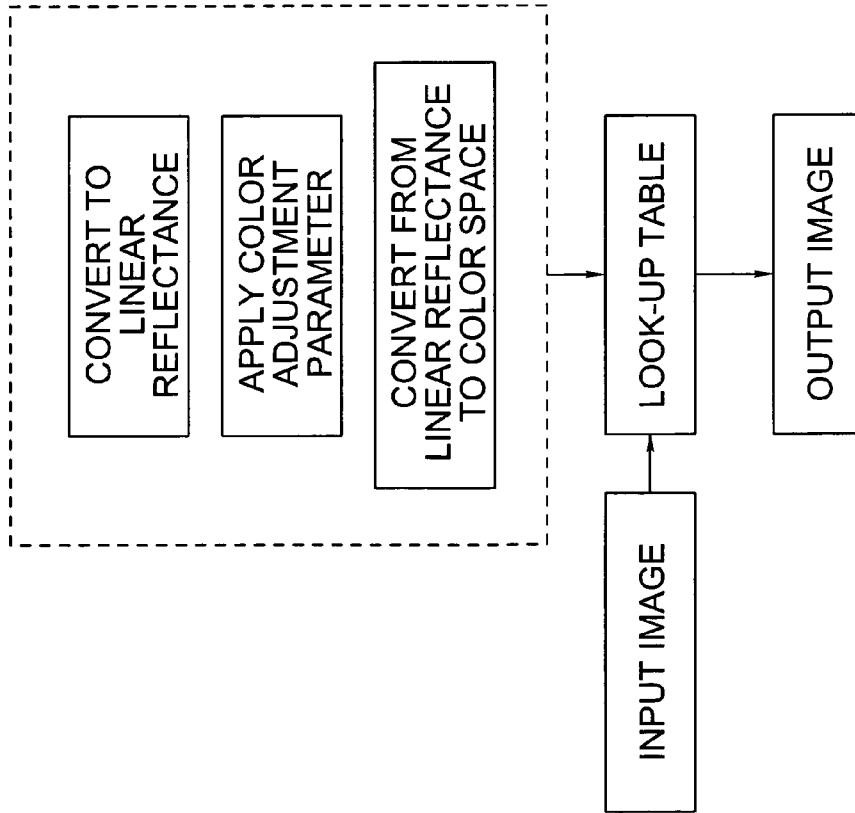 CONVERT TO
LINEAR
REFLECTANCE
APPLY COLOR
ADJUSTMENT
PARAMETER
CONVERT FROM
LINEAR REFLECTANCE
TO COLOR SPACE
INPUT IMAGE
LOOK-UP TABLE
OUTPUT IMAGE